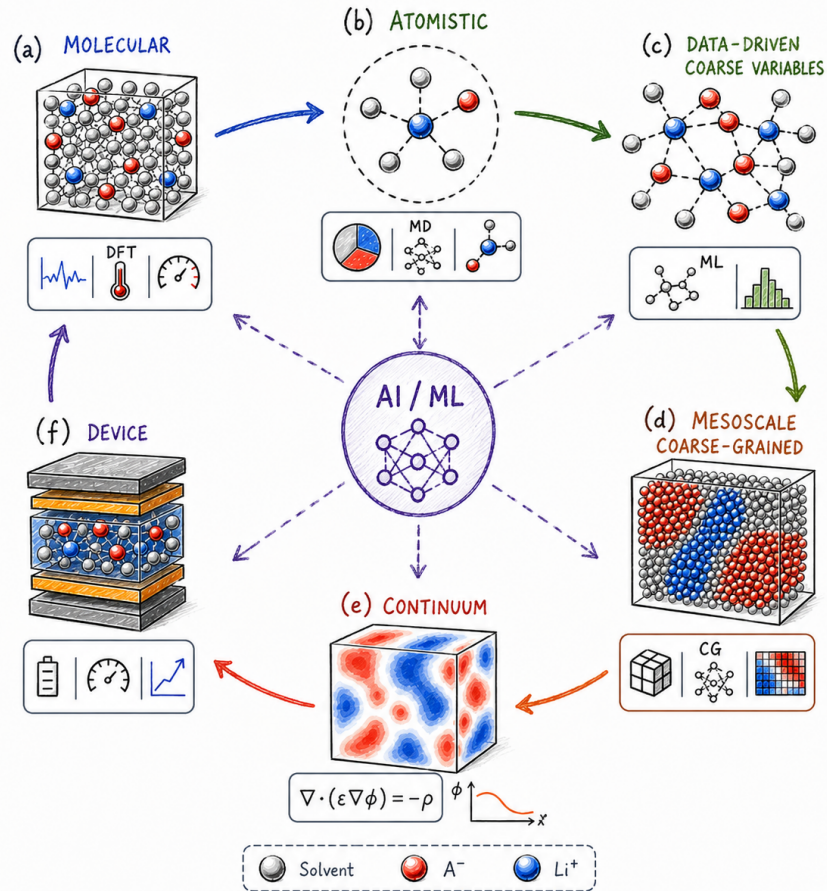 (a) MOLECULAR
(b) ATOMISTIC
(c) DATA-DRIVEN
COARSE VARIABLES
DFT
MD
ML
AI / ML
(f) DEVICE
(d) MESOSCALE
COARSE-GRAINED
CG
(e) CONTINUUM
∇·(ε∇ϕ) = −ρ
ϕ
Solvent
A⁻
Li⁺